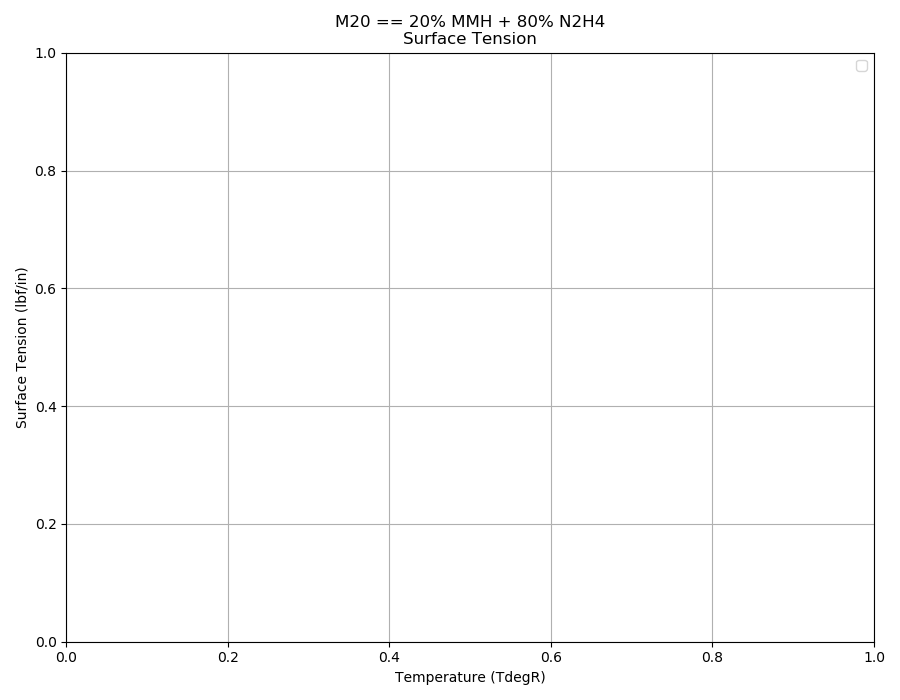 M20 == 20% MMH + 80% N2H4
Surface Tension
1.0
0.8
0.6
0.4
0.2
0.0
Surface Tension (lbf/in)
0.0 0.2 0.4 0.6 0.8 1.0
Temperature (TdegR)